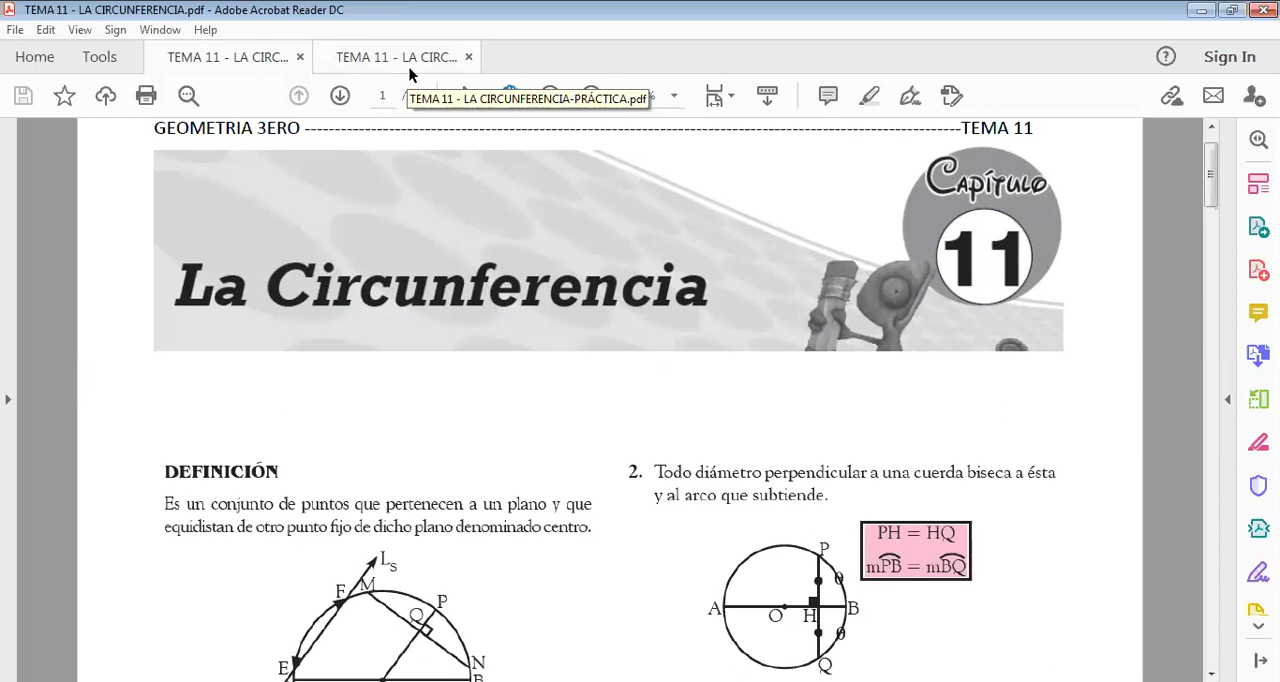 TEMA 11 - LA CIRCUNFERENCIA.pdf - Adobe Acrobat Reader DC
File Edit View Sign Window Help
Home Tools TEMA 11 - LA CIRC... × TEMA 11 - LA CIRC... × Sign In
1 /
TEMA 11 - LA CIRCUNFERENCIA-PRÁCTICA.pdf
GEOMETRIA 3ERO ------------------------------------------------------------------------------------------TEMA 11
CAPÍTULO
11
La Circunferencia
DEFINICIÓN
Es un conjunto de puntos que pertenecen a un plano y que
equidistan de otro punto fijo de dicho plano denominado centro.
L_S
F M P
Q
E N
B
2. Todo diámetro perpendicular a una cuerda biseca a ésta
y al arco que subtiende.
PH = HQ
mPB = mBQ
P
θ
A O H B
θ
Q